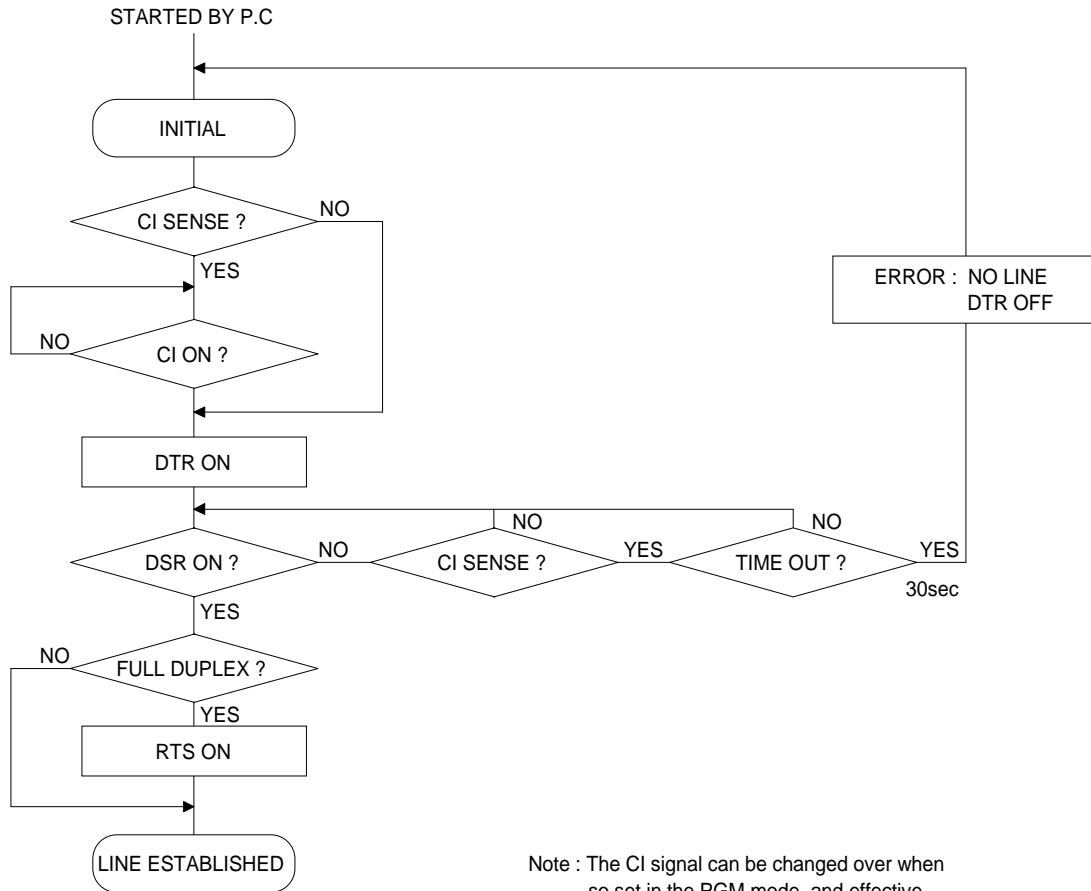 STARTED BY P.C
INITIAL
CI SENSE ?
NO
YES
ERROR : NO LINE
DTR OFF
NO
CI ON ?
DTR ON
NO
NO
DSR ON ?
NO
CI SENSE ?
YES
TIME OUT ?
YES
30sec
YES
NO
FULL DUPLEX ?
YES
RTS ON
LINE ESTABLISHED
Note : The CI signal can be changed over when
so set in the PGM mode, and effective